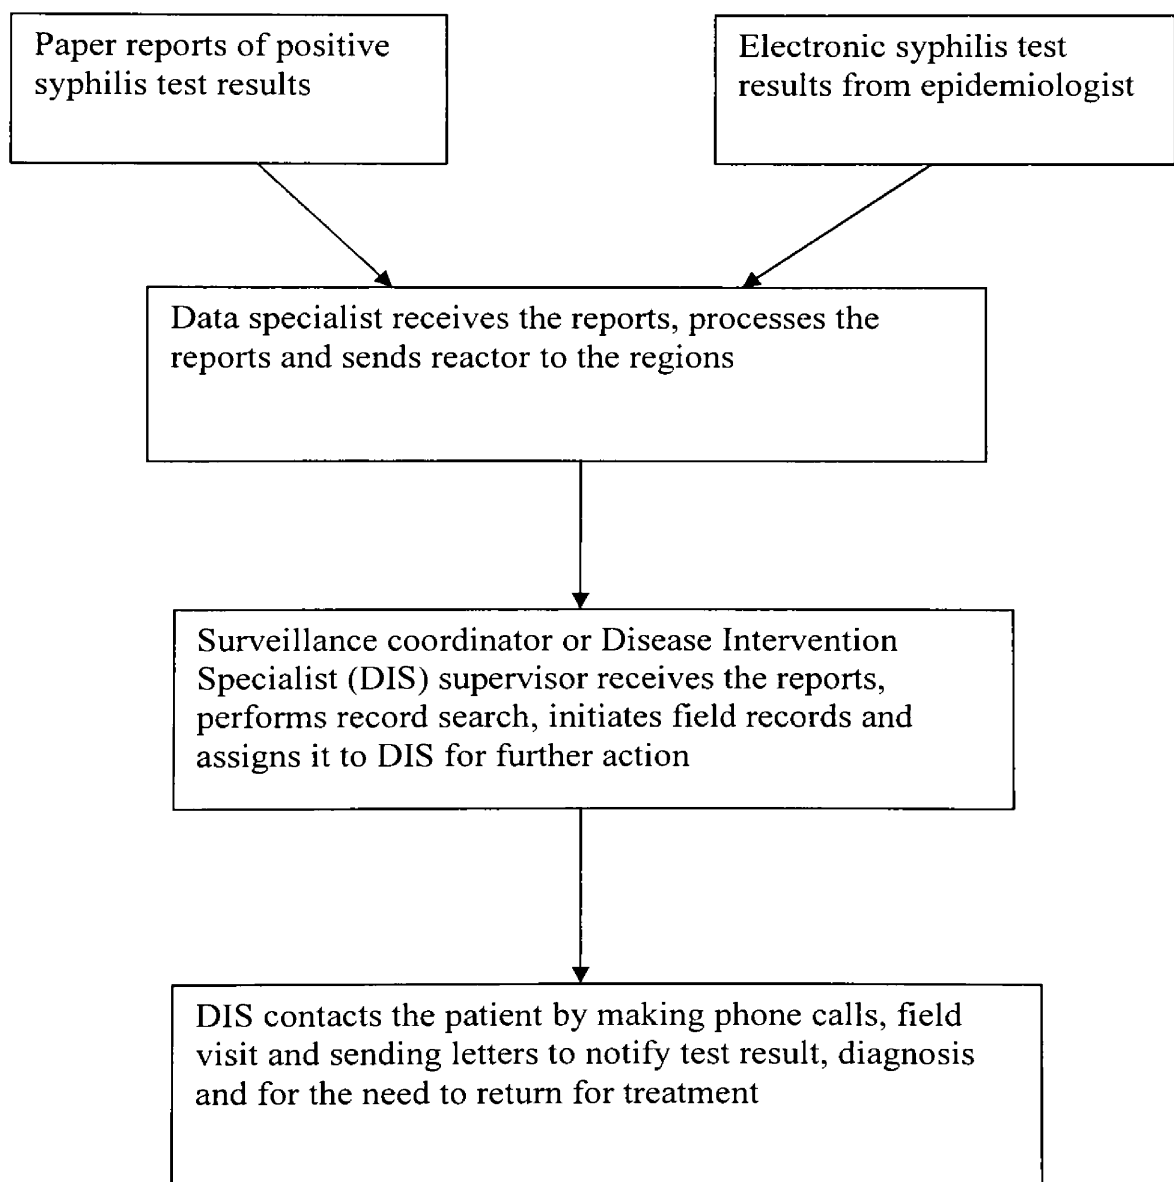 Paper reports of positive
syphilis test results
Electronic syphilis test
results from epidemiologist
Data specialist receives the reports, processes the
reports and sends reactor to the regions
Surveillance coordinator or Disease Intervention
Specialist (DIS) supervisor receives the reports,
performs record search, initiates field records and
assigns it to DIS for further action
DIS contacts the patient by making phone calls, field
visit and sending letters to notify test result, diagnosis
and for the need to return for treatment